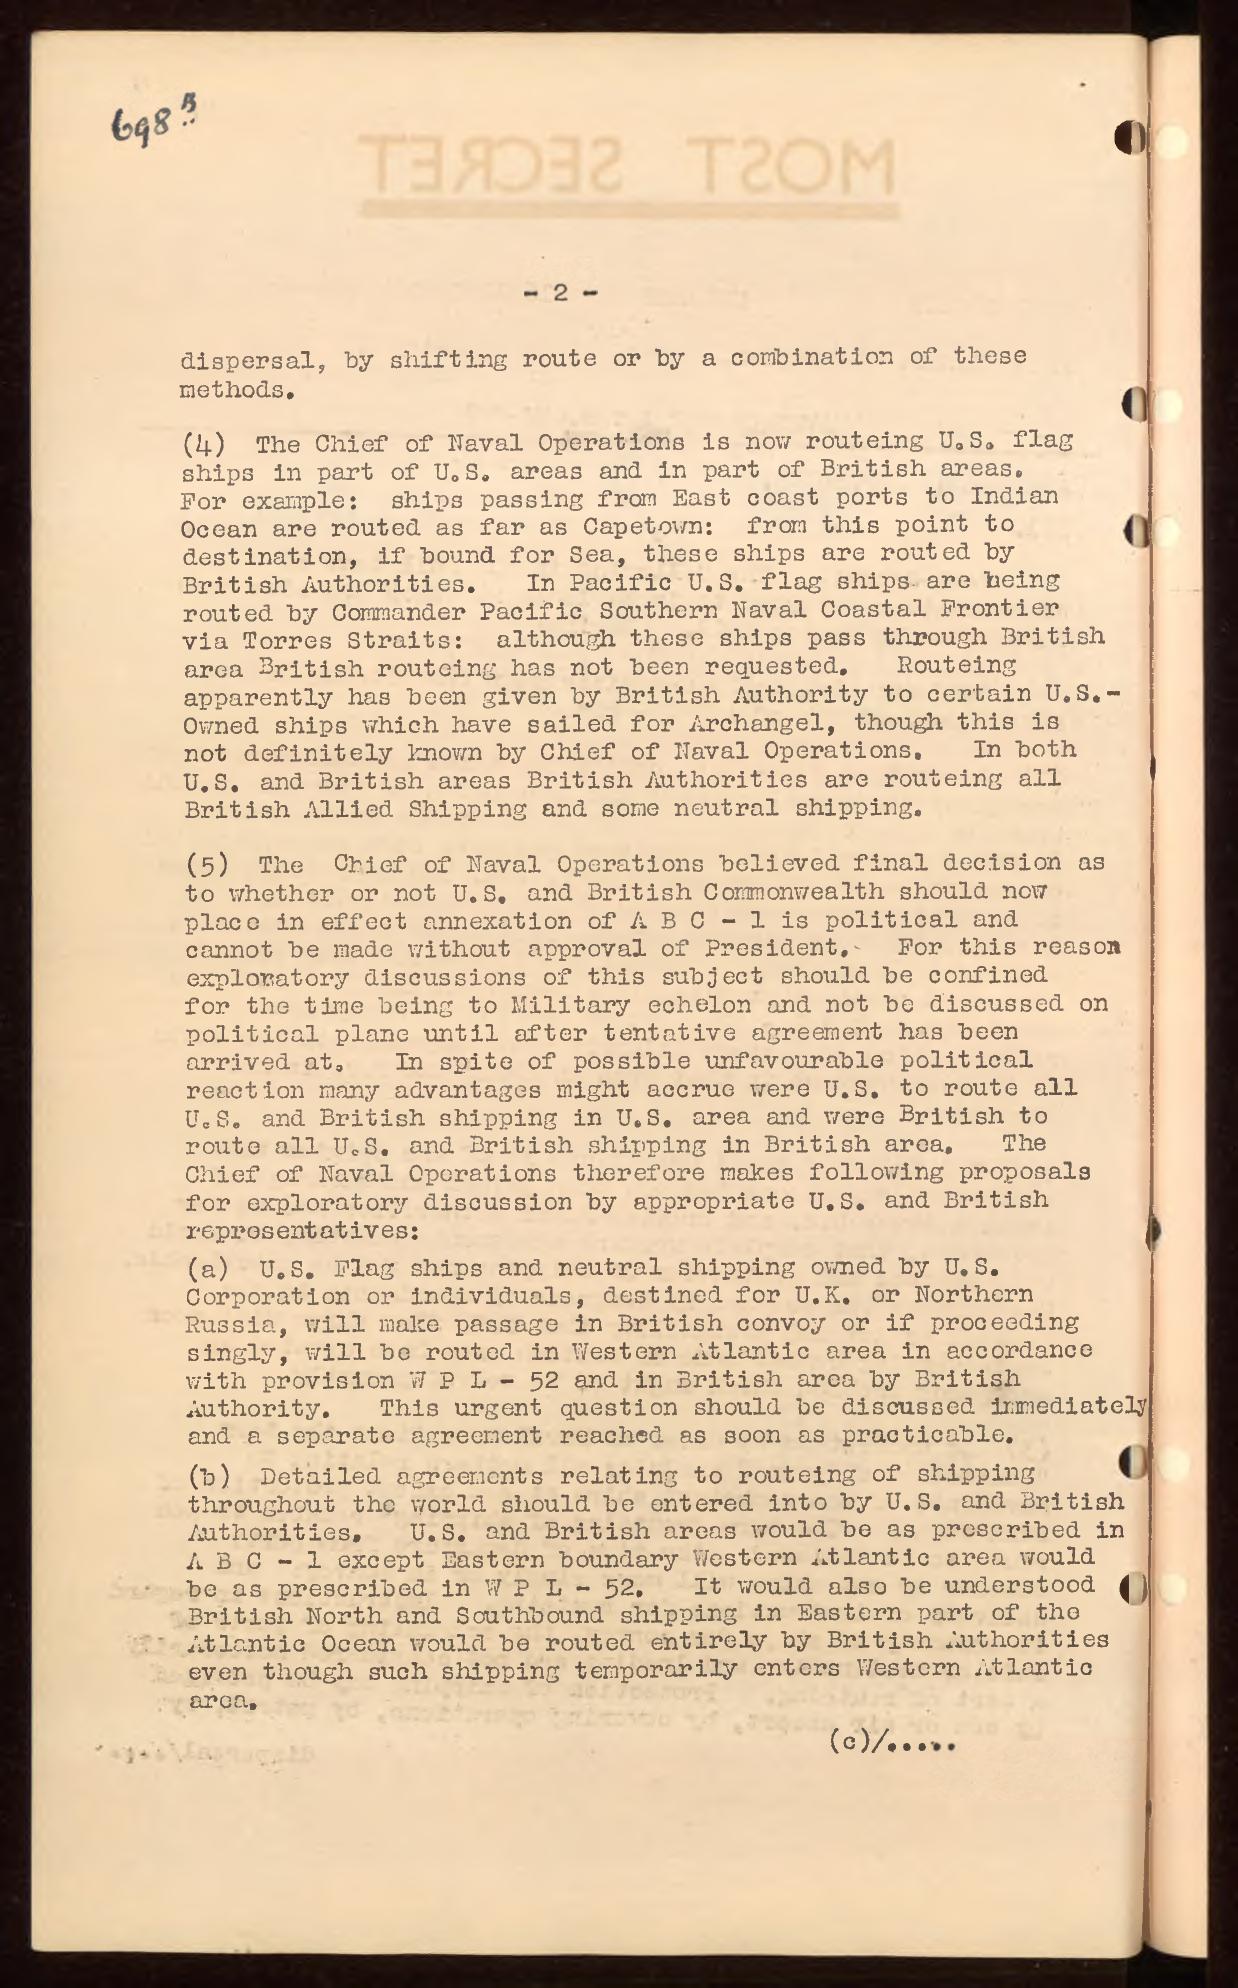 698 B
MOST SECRET
- 2 -
dispersal, by shifting route or by a combination of these
methods.
(4) The Chief of Naval Operations is now routeing U.S. flag
ships in part of U.S. areas and in part of British areas.
For example: ships passing from East coast ports to Indian
Ocean are routed as far as Capetown: from this point to
destination, if bound for Sea, these ships are routed by
British Authorities. In Pacific U.S. flag ships are being
routed by Commander Pacific Southern Naval Coastal Frontier
via Torres Straits: although these ships pass through British
area British routeing has not been requested. Routeing
apparently has been given by British Authority to certain U.S.-
Owned ships which have sailed for Archangel, though this is
not definitely known by Chief of Naval Operations. In both
U.S. and British areas British Authorities are routeing all
British Allied Shipping and some neutral shipping.
(5) The Chief of Naval Operations believed final decision as
to whether or not U.S. and British Commonwealth should now
place in effect annexation of A B C - 1 is political and
cannot be made without approval of President. For this reason
exploratory discussions of this subject should be confined
for the time being to Military echelon and not be discussed on
political plane until after tentative agreement has been
arrived at. In spite of possible unfavourable political
reaction many advantages might accrue were U.S. to route all
U.S. and British shipping in U.S. area and were British to
route all U.S. and British shipping in British area. The
Chief of Naval Operations therefore makes following proposals
for exploratory discussion by appropriate U.S. and British
representatives:
(a) U.S. Flag ships and neutral shipping owned by U.S.
Corporation or individuals, destined for U.K. or Northern
Russia, will make passage in British convoy or if proceeding
singly, will be routed in Western Atlantic area in accordance
with provision W P L - 52 and in British area by British
Authority. This urgent question should be discussed immediately
and a separate agreement reached as soon as practicable.
(b) Detailed agreements relating to routeing of shipping
throughout the world should be entered into by U.S. and British
Authorities. U.S. and British areas would be as prescribed in
A B C - 1 except Eastern boundary Western Atlantic area would
be as prescribed in W P L - 52. It would also be understood
British North and Southbound shipping in Eastern part of the
Atlantic Ocean would be routed entirely by British Authorities
even though such shipping temporarily enters Western Atlantic
area.
(c)/.....